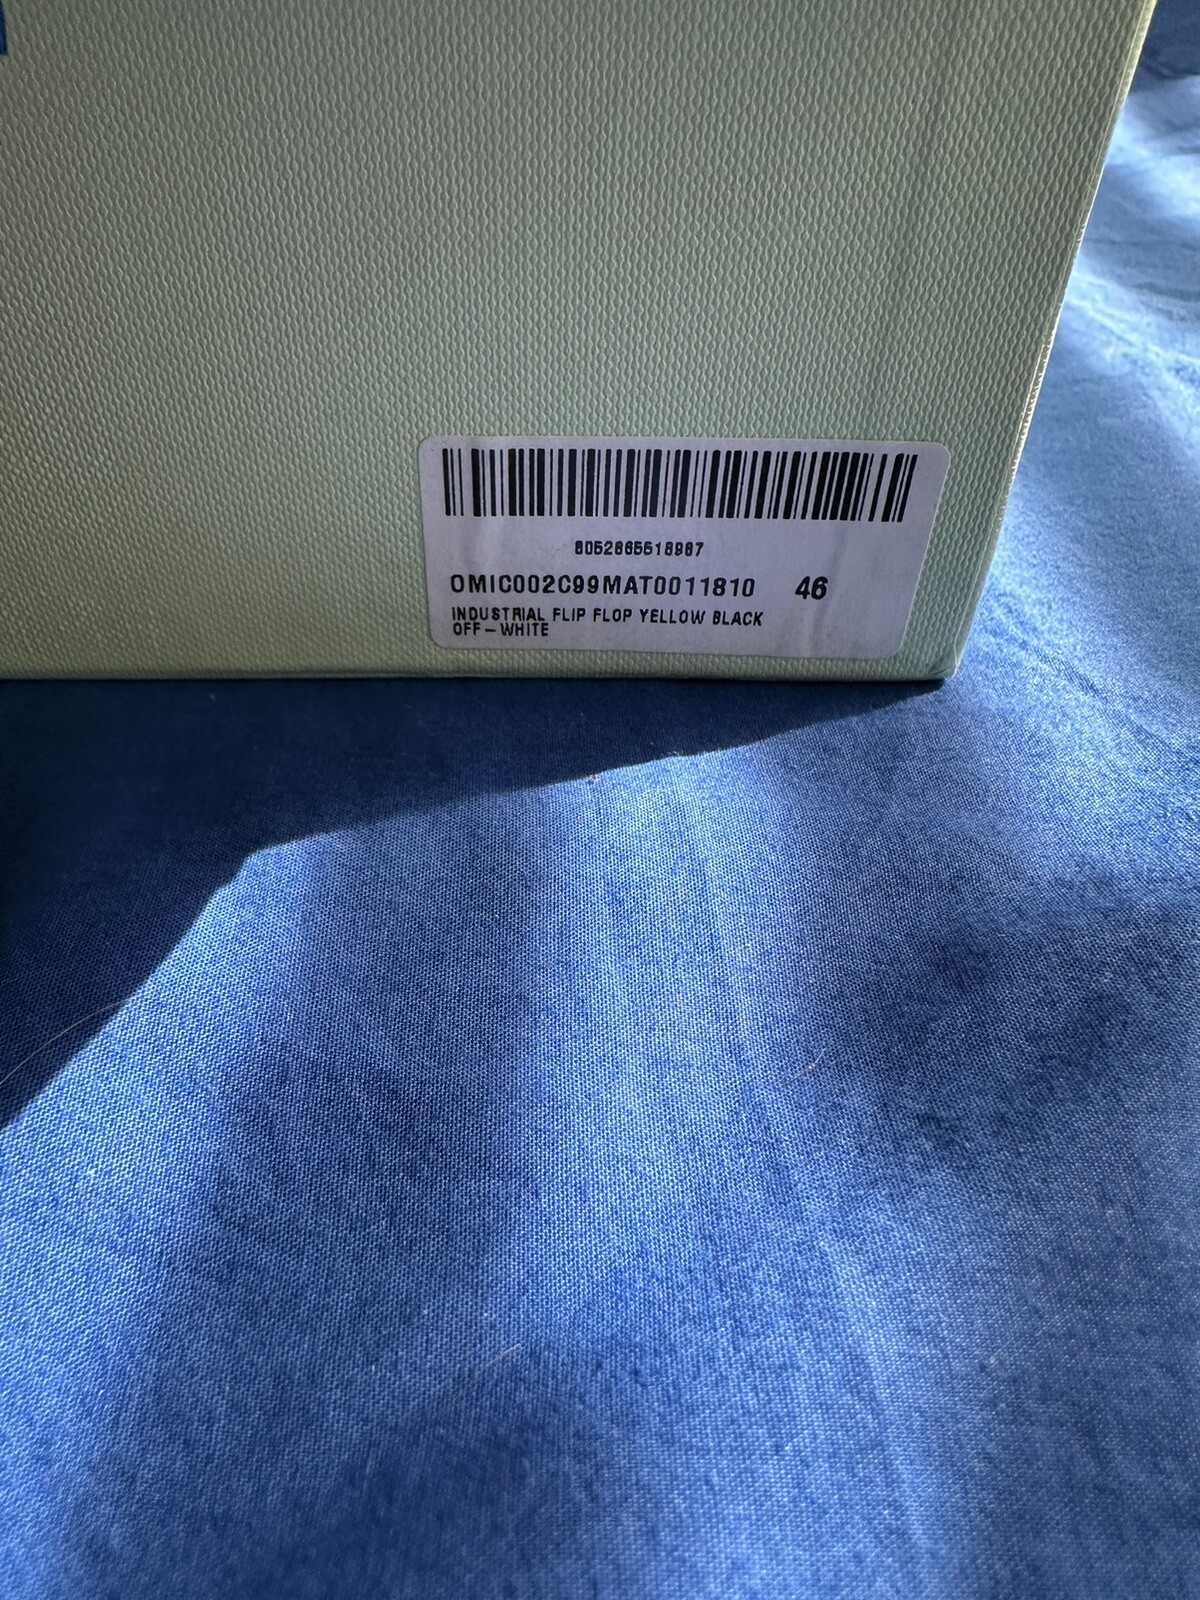 8052865518987
OMIC002C99MAT0011810 46
INDUSTRIAL FLIP FLOP YELLOW BLACK
OFF-WHITE